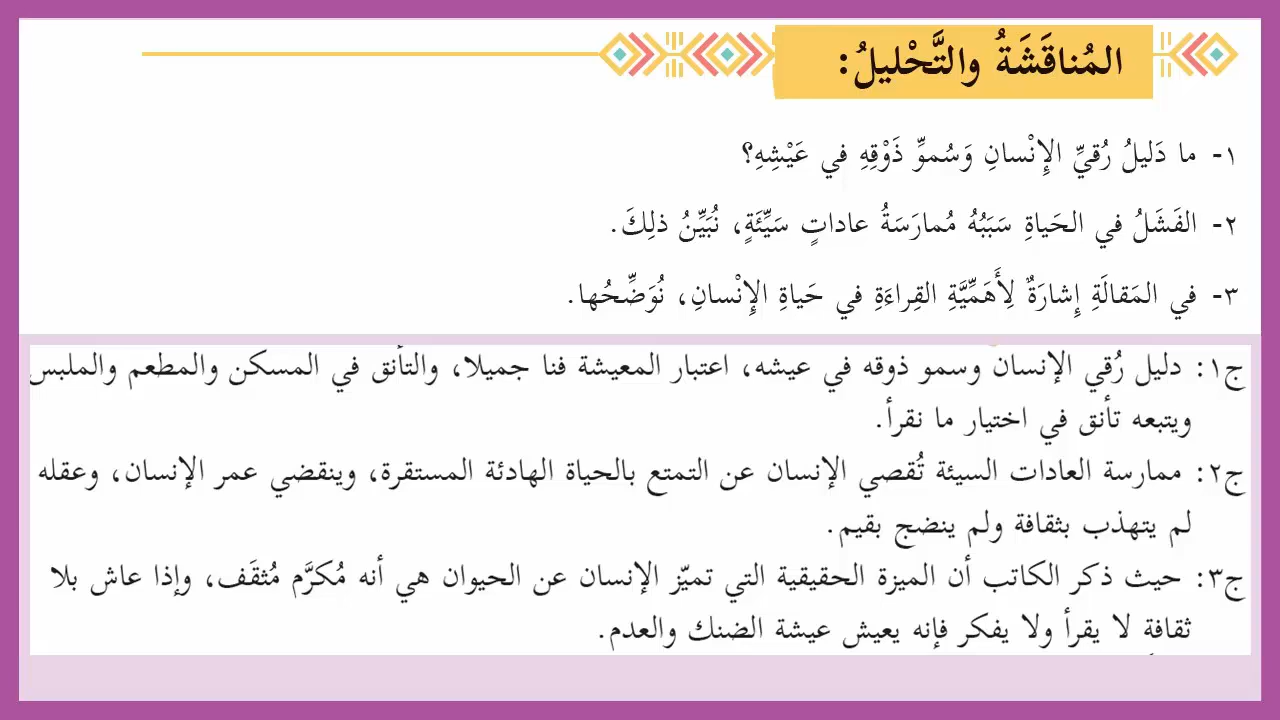 المُناقَشَةُ والتَّحْليلُ:
١- ما دَليلُ رُقيِّ الإِنْسانِ وَسُموِّ ذَوْقِهِ في عَيْشِهِ؟
٢- الفَشَلُ في الحَياةِ سَبَبُهُ مُمارَسَةُ عاداتٍ سَيِّئَةٍ، نُبَيِّنُ ذلِكَ.
٣- في المَقالَةِ إِشارَةٌ لِأَهَمِّيَّةِ القِراءَةِ في حَياةِ الإِنْسانِ، نُوَضِّحُها.
ج١: دليل رُقي الإنسان وسمو ذوقه في عيشه، اعتبار المعيشة فنا جميلا، والتأنق في المسكن والمطعم والملبس
ويتبعه تأنق في اختيار ما نقرأ.
ج٢: ممارسة العادات السيئة تُقصي الإنسان عن التمتع بالحياة الهادئة المستقرة، وينقضي عمر الإنسان، وعقله
لم يتهذب بثقافة ولم ينضج بقيم.
ج٣: حيث ذكر الكاتب أن الميزة الحقيقية التي تميّز الإنسان عن الحيوان هي أنه مُكرَّم مُثقَف، وإذا عاش بلا
ثقافةٍ لا يقرأ ولا يفكر فإنه يعيش عيشة الضنك والعدم.